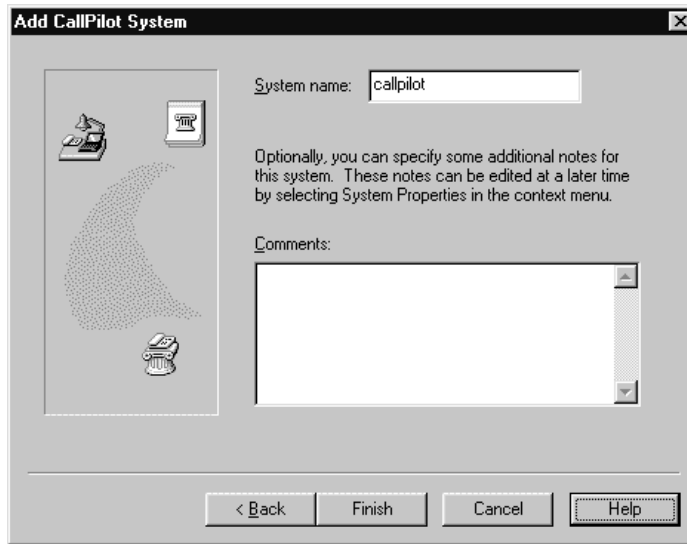 Add CallPilot System
System name: callpilot
Optionally, you can specify some additional notes for
this system. These notes can be edited at a later time
by selecting System Properties in the context menu.
Comments:
< Back Finish Cancel Help